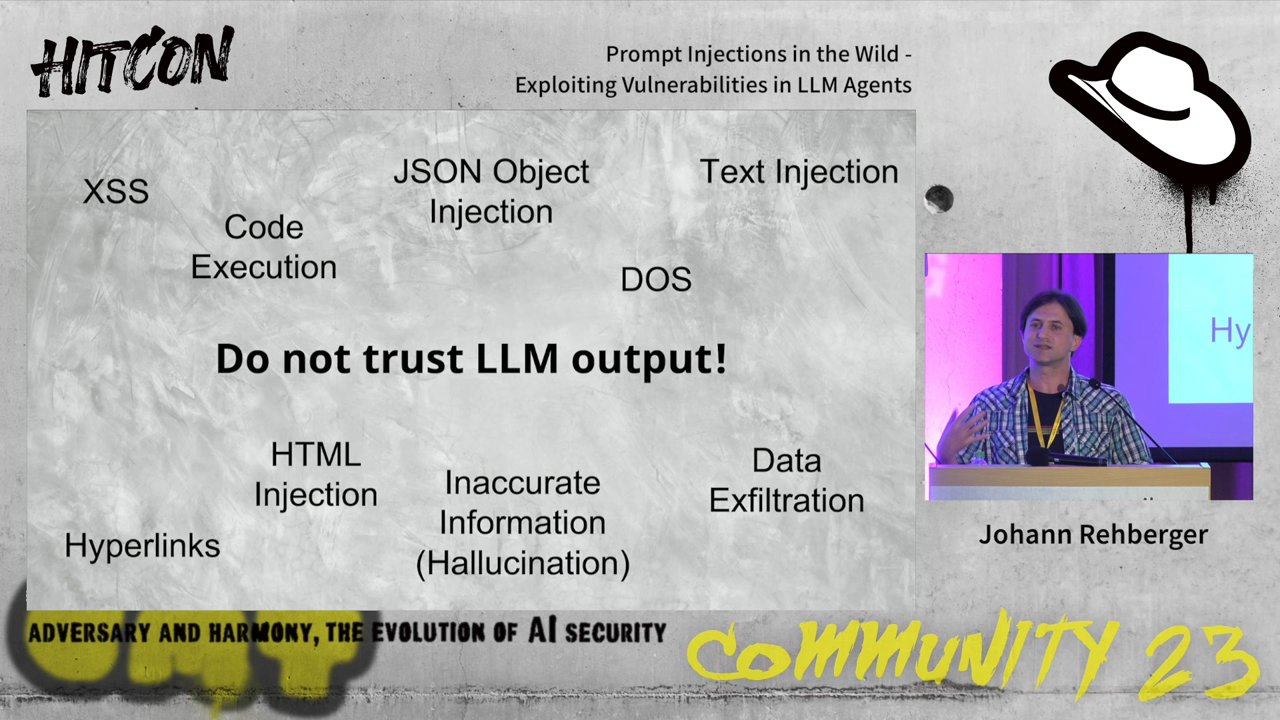 HITCON
Prompt Injections in the Wild -
Exploiting Vulnerabilities in LLM Agents
XSS
JSON Object
Injection
Text Injection
Code
Execution
DOS
Do not trust LLM output!
HTML
Injection
Inaccurate
Information
(Hallucination)
Data
Exfiltration
Hyperlinks
Hy
Johann Rehberger
ADVERSARY AND HARMONY, THE EVOLUTION OF AI SECURITY
COMMUNITY 23